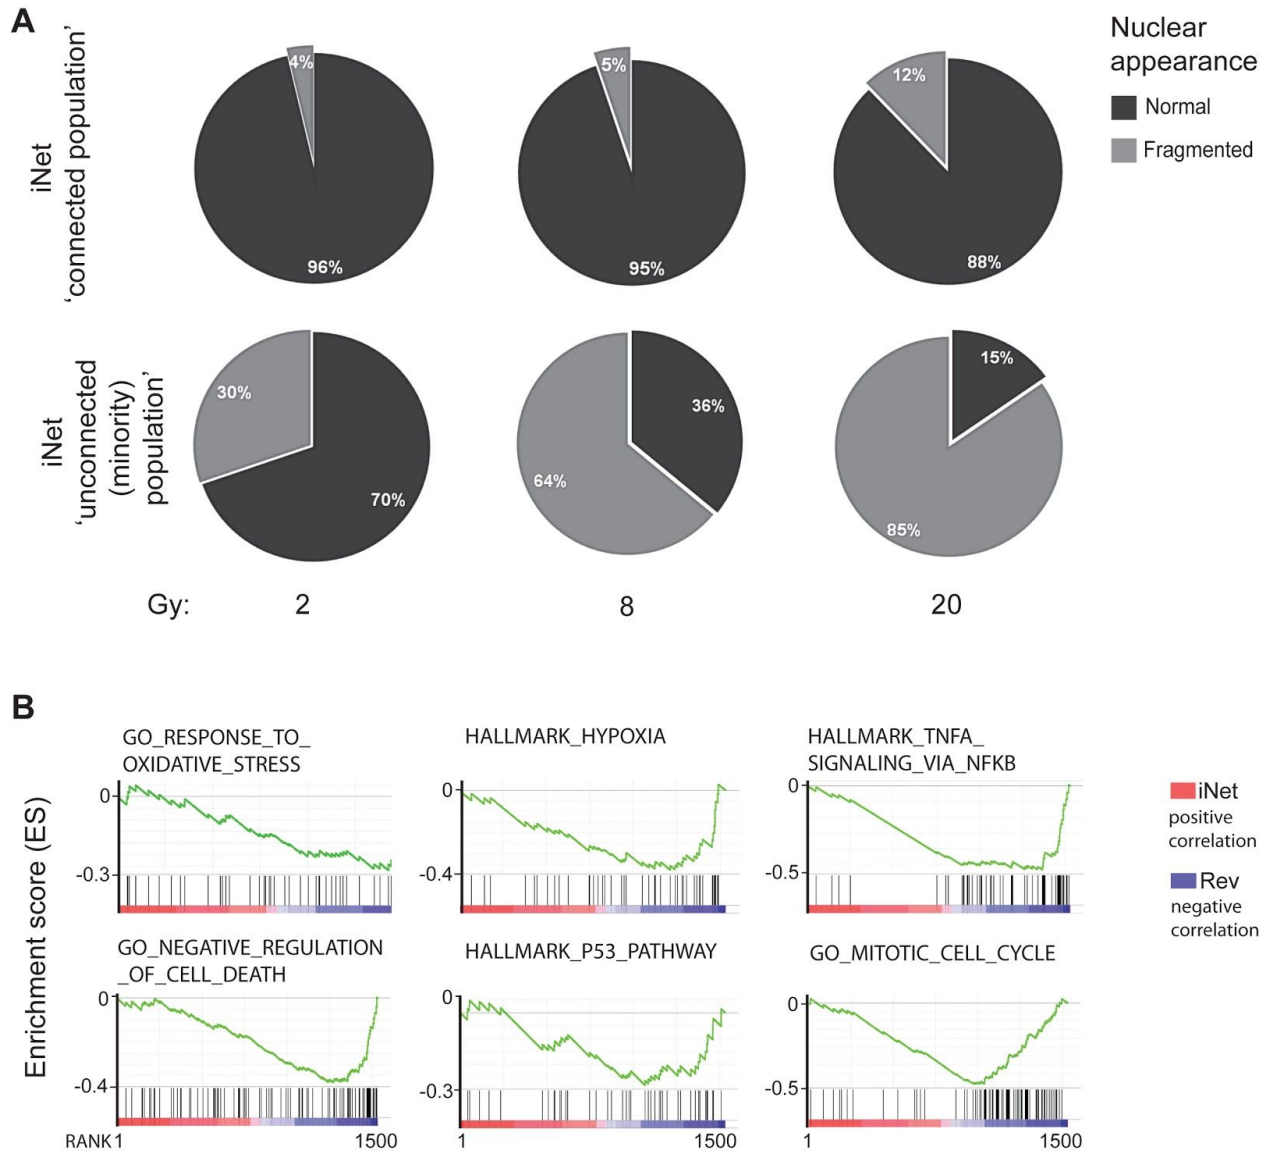 A
iNet
‘connected population’
4%
96%
5%
95%
12%
88%
Nuclear
appearance
Normal
Fragmented
iNet
‘unconnected
(minority)
population’
30%
70%
36%
64%
15%
85%
Gy:
2
8
20
B
Enrichment score (ES)
GO_RESPONSE_TO_
OXIDATIVE_STRESS
0
-0.3
HALLMARK_HYPOXIA
0
-0.4
HALLMARK_TNFA_
SIGNALING_VIA_NFKB
0
-0.5
iNet
positive
correlation
Rev
negative
correlation
GO_NEGATIVE_REGULATION
_OF_CELL_DEATH
0
-0.4
RANK 1
1500
HALLMARK_P53_PATHWAY
0
-0.3
1
1500
GO_MITOTIC_CELL_CYCLE
0
-0.5
1
1500